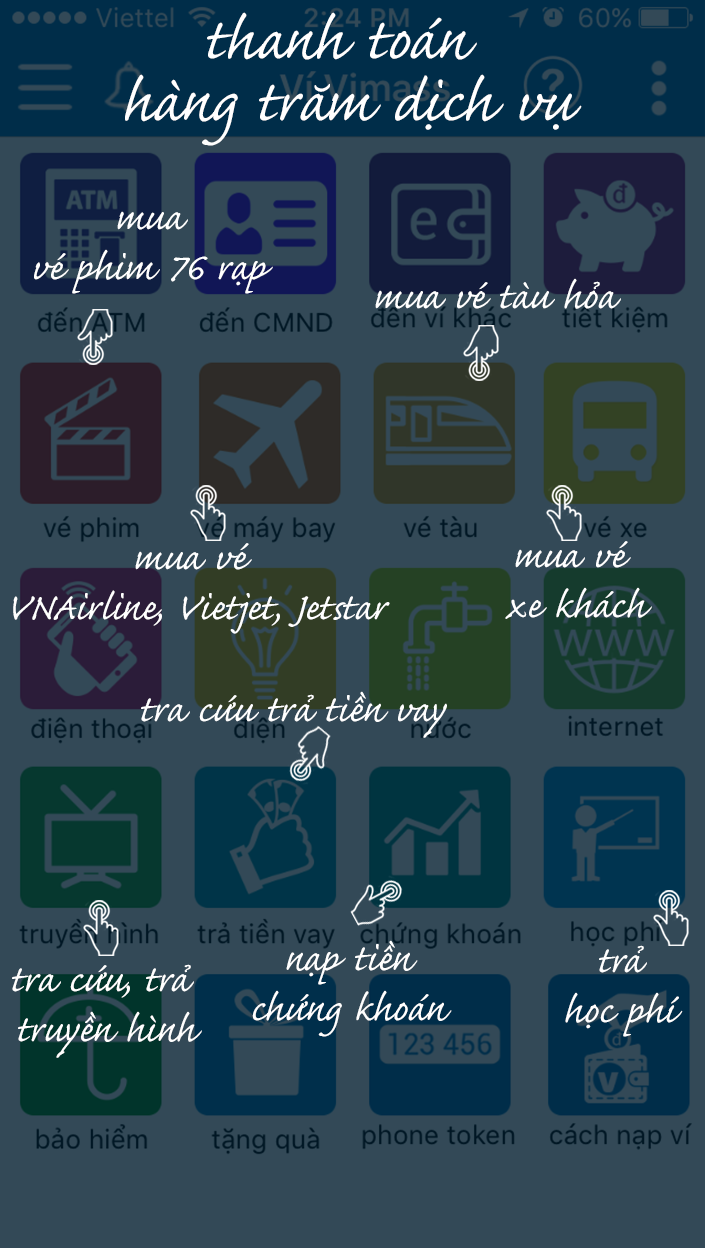 Viettel 2:24 PM 60%
thanh toán
Ví Vimass ?
hàng trăm dịch vụ
ATM
e
đ
mua
vé phim 76 rạp
mua vé tàu hỏa
đến ATM đến CMND đến ví khác tiết kiệm
vé phim vé máy bay vé tàu vé xe
mua vé
VNAirline, Vietjet, Jetstar
mua vé
xe khách
www
tra cứu trả tiền vay
điện thoại điện nước internet
truyền hình trả tiền vay chứng khoán học phí
tra cứu, trả
truyền hình
nạp tiền
chứng khoán
trả
học phí
123 456
đ
V
bảo hiểm tặng quà phone token cách nạp ví